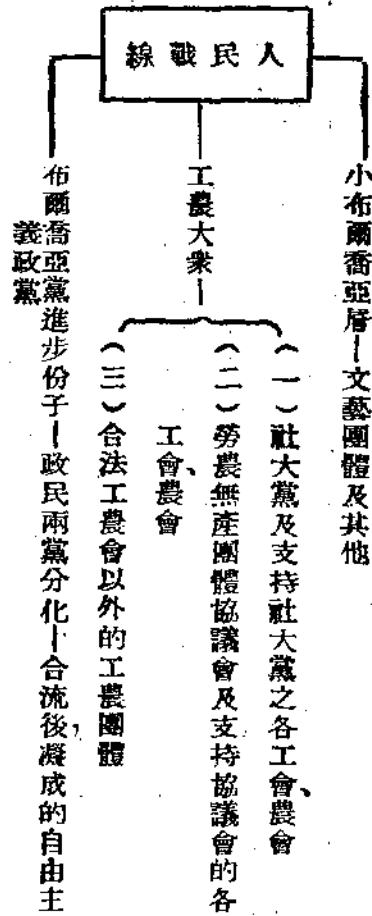 人民戰線
小布爾喬亞層—文藝團體及其他
工農大衆—
（一）社大黨及支持社大黨之各工會、農會
（二）勞農無產團體協議會及支持協議會的各
工會、農會
（三）合法工農會以外的工農團體
布爾喬亞黨進步份子—政民兩黨分化—合流後，凝成的自由主
義政黨